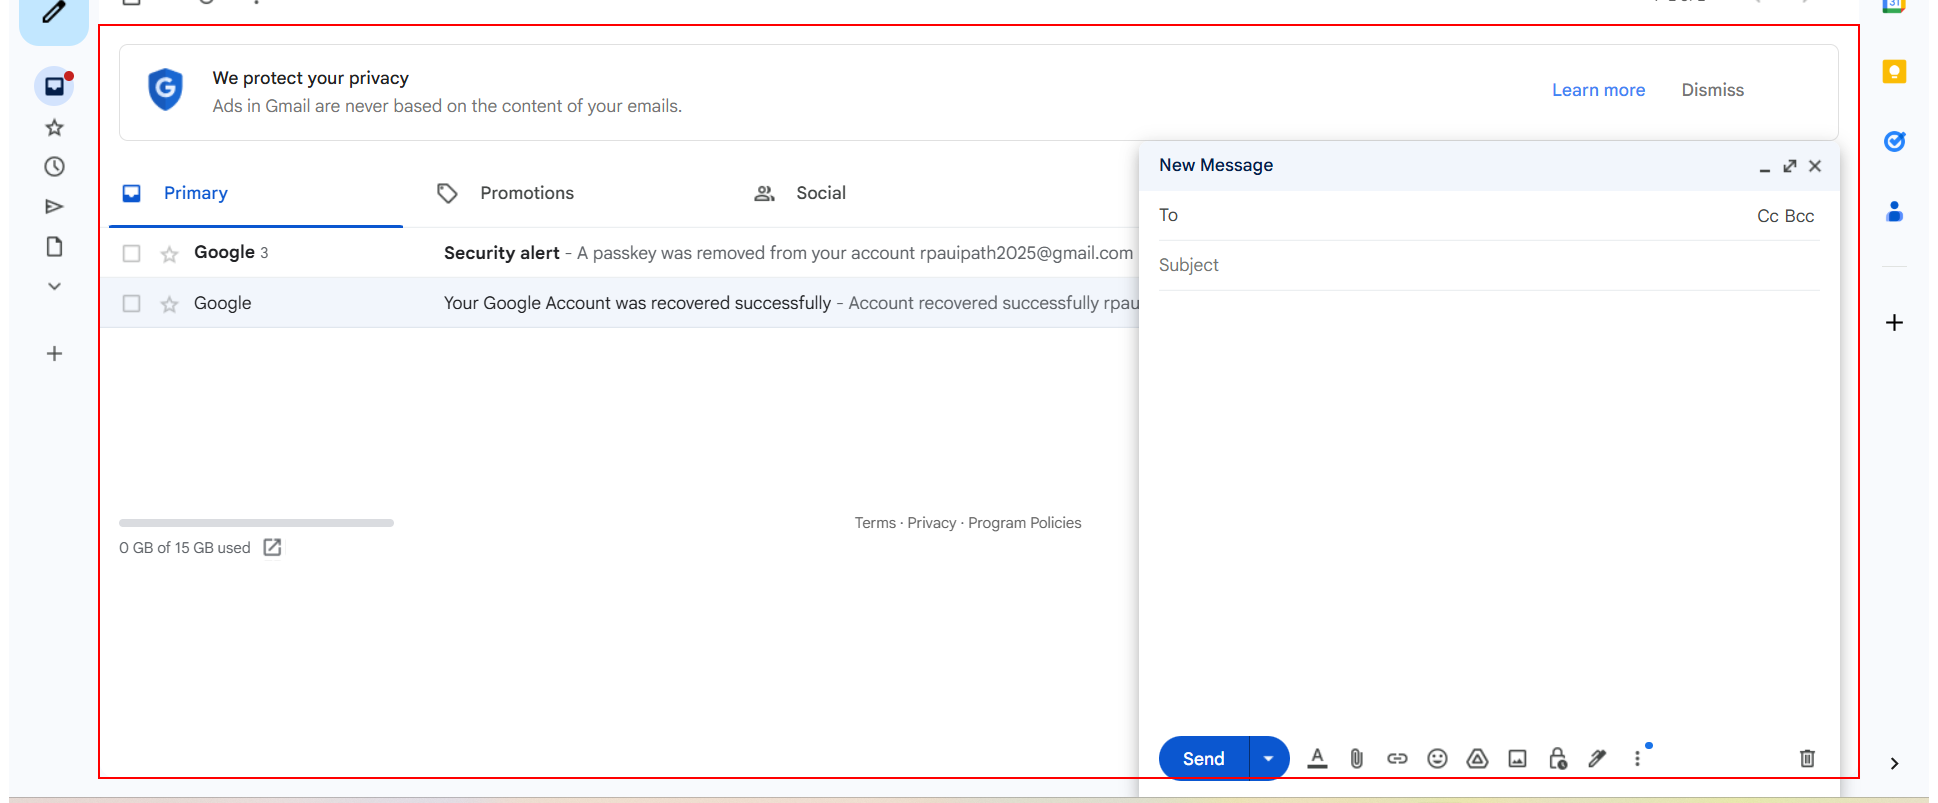 We protect your privacy
Ads in Gmail are never based on the content of your emails.
Learn more
Dismiss
Primary
Promotions
Social
Google 3
Security alert - A passkey was removed from your account rpauipath2025@gmail.com
Google
Your Google Account was recovered successfully - Account recovered successfully rpau
0 GB of 15 GB used
Terms · Privacy · Program Policies
New Message
To
Cc Bcc
Subject
Send
31